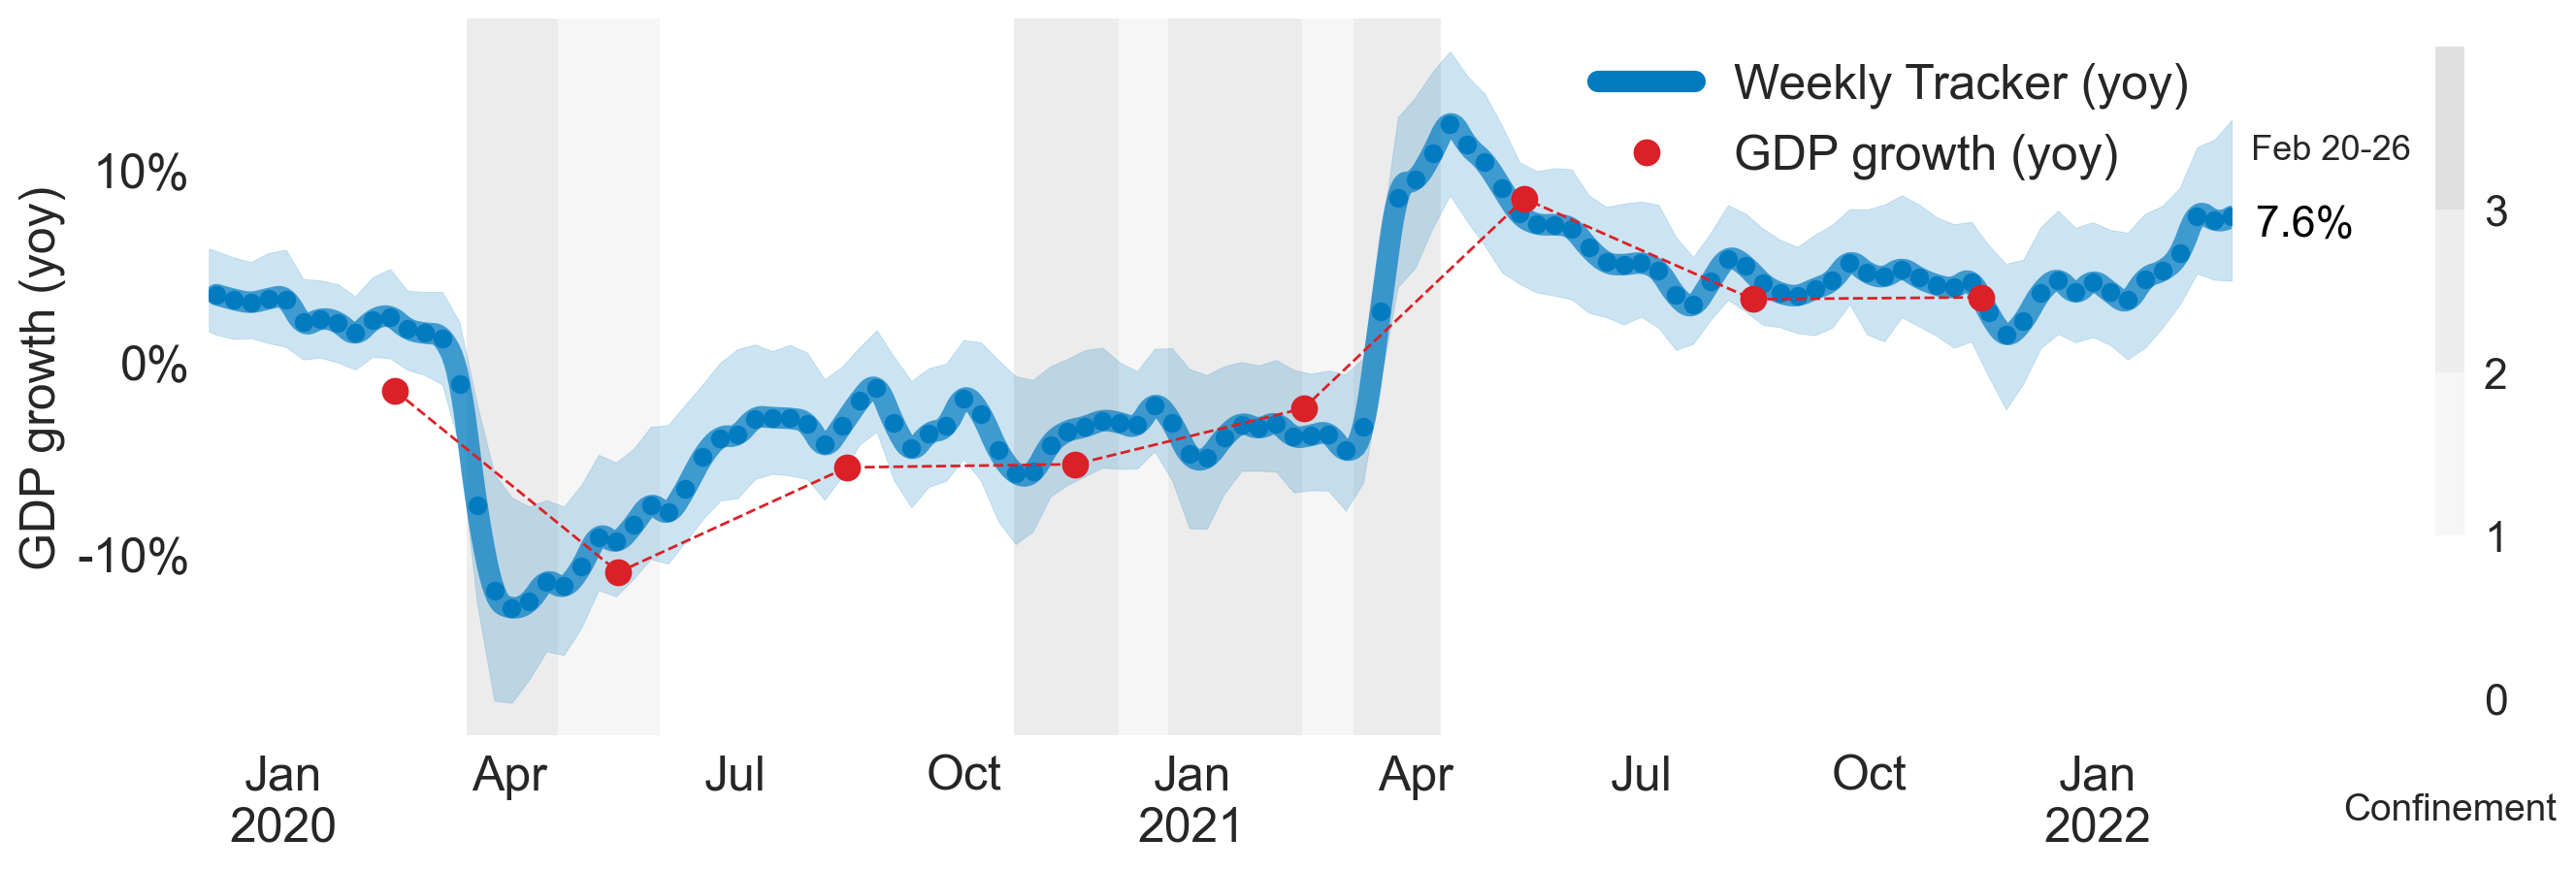 Weekly Tracker (yoy)
GDP growth (yoy)
Feb 20-26
7.6%
GDP growth (yoy)
10%
0%
-10%
3
2
1
0
Jan
2020
Apr
Jul
Oct
Jan
2021
Apr
Jul
Oct
Jan
2022
Confinement